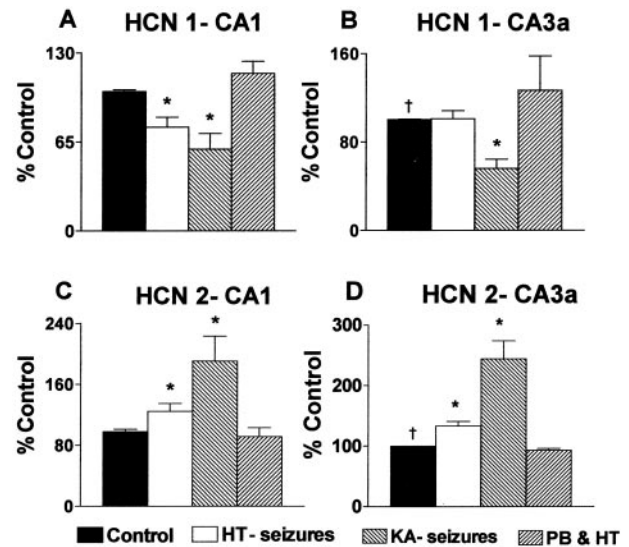 A HCN 1- CA1
B HCN 1- CA3a
% Control
130
65
0
*
*
% Control
160
80
0
†
*
C HCN 2- CA1
D HCN 2- CA3a
% Control
240
160
80
0
*
*
% Control
300
200
100
0
†
*
*
Control HT- seizures KA- seizures PB & HT